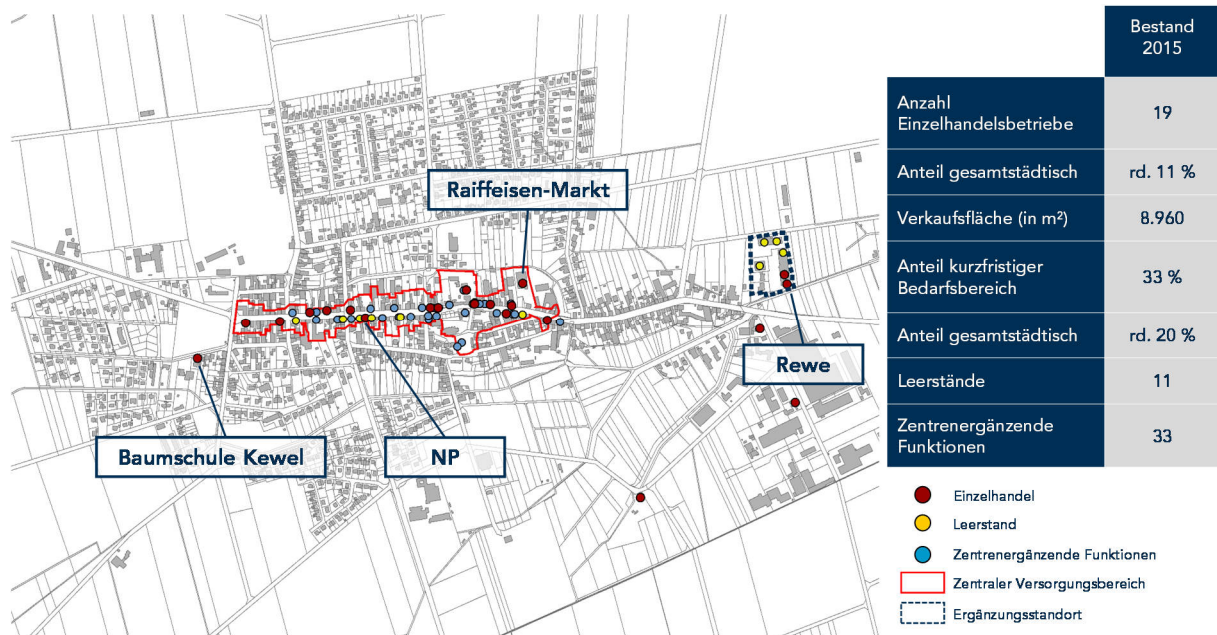 Raiffeisen-Markt
Rewe
Baumschule Kewel
NP
Bestand
2015
Anzahl
Einzelhandelsbetriebe
19
Anteil gesamtstädtisch
rd. 11 %
Verkaufsfläche (in m²)
8.960
Anteil kurzfristiger
Bedarfsbereich
33 %
Anteil gesamtstädtisch
rd. 20 %
Leerstände
11
Zentrenergänzende
Funktionen
33
Einzelhandel
Leerstand
Zentrenergänzende Funktionen
Zentraler Versorgungsbereich
Ergänzungsstandort